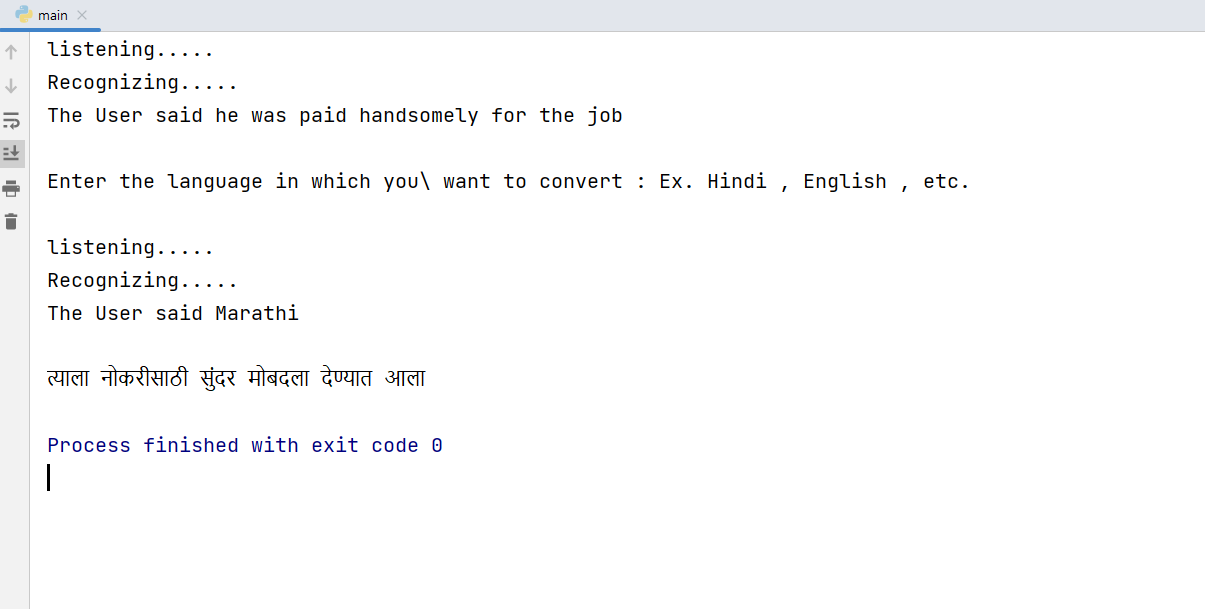 main
listening.....
Recognizing.....
The User said he was paid handsomely for the job
Enter the language in which you\ want to convert : Ex. Hindi , English , etc.
listening.....
Recognizing.....
The User said Marathi
त्याला नोकरीसाठी सुंदर मोबदला देण्यात आला
Process finished with exit code 0